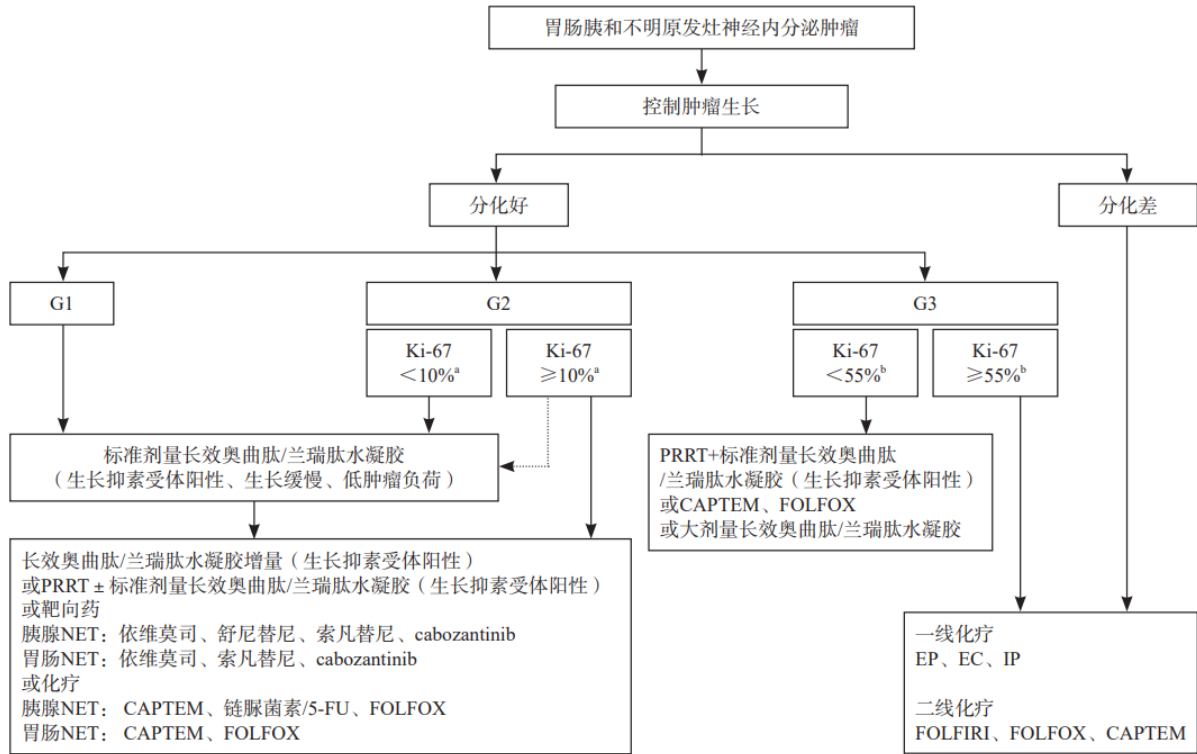 胃肠胰和不明原发灶神经内分泌肿瘤
控制肿瘤生长
分化好
分化差
G1
G2
G3
Ki-67
＜10%a
Ki-67
≥10%a
Ki-67
＜55%b
Ki-67
≥55%b
标准剂量长效奥曲肽/兰瑞肽水凝胶
（生长抑素受体阳性、生长缓慢、低肿瘤负荷）
PRRT+标准剂量长效奥曲肽
/兰瑞肽水凝胶（生长抑素受体阳性）
或CAPTEM、FOLFOX
或大剂量长效奥曲肽/兰瑞肽水凝胶
长效奥曲肽/兰瑞肽水凝胶增量（生长抑素受体阳性）
或PRRT ± 标准剂量长效奥曲肽/兰瑞肽水凝胶（生长抑素受体阳性）
或靶向药
胰腺NET：依维莫司、舒尼替尼、索凡替尼、cabozantinib
胃肠NET：依维莫司、索凡替尼、cabozantinib
或化疗
胰腺NET： CAPTEM、链脲菌素/5-FU、FOLFOX
胃肠NET： CAPTEM、FOLFOX
一线化疗
EP、EC、IP
二线化疗
FOLFIRI、FOLFOX、CAPTEM